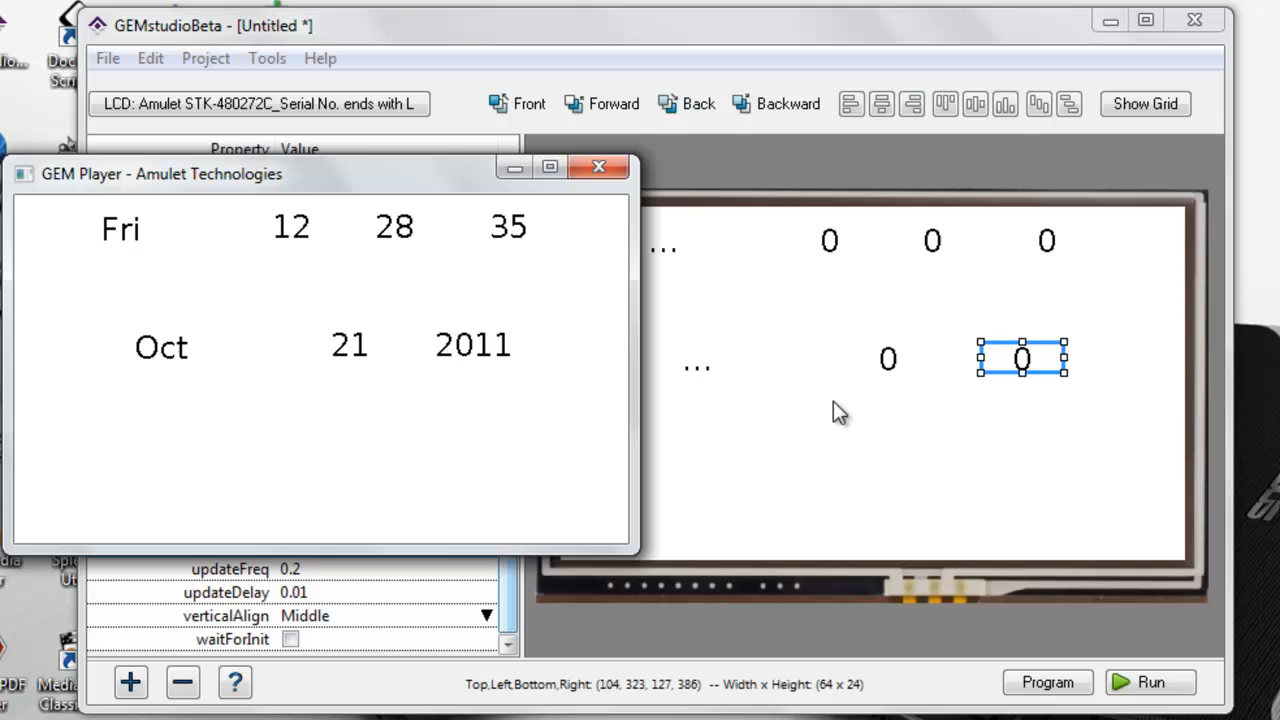 GEMstudioBeta - [Untitled *]
File Edit Project Tools Help
LCD: Amulet STK-480272C_Serial No. ends with L
Front Forward Back Backward Show Grid
Property Value
GEM Player - Amulet Technologies
Fri 12 28 35
Oct 21 2011
... 0 0 0
... 0 0
updateFreq 0.2
updateDelay 0.01
verticalAlign Middle
waitForInit
+ − ?
Top,Left,Bottom,Right: (104, 323, 127, 386) -- Width x Height: (64 x 24)
Program Run